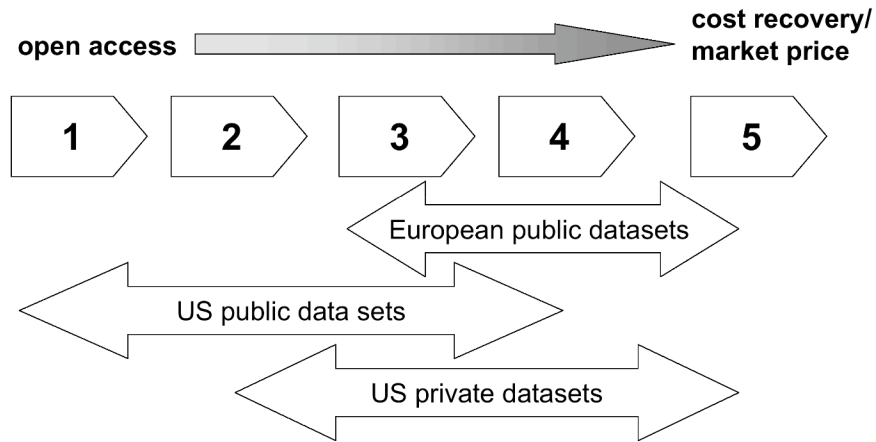 open access
cost recovery/
market price
1 2 3 4 5
European public datasets
US public data sets
US private datasets